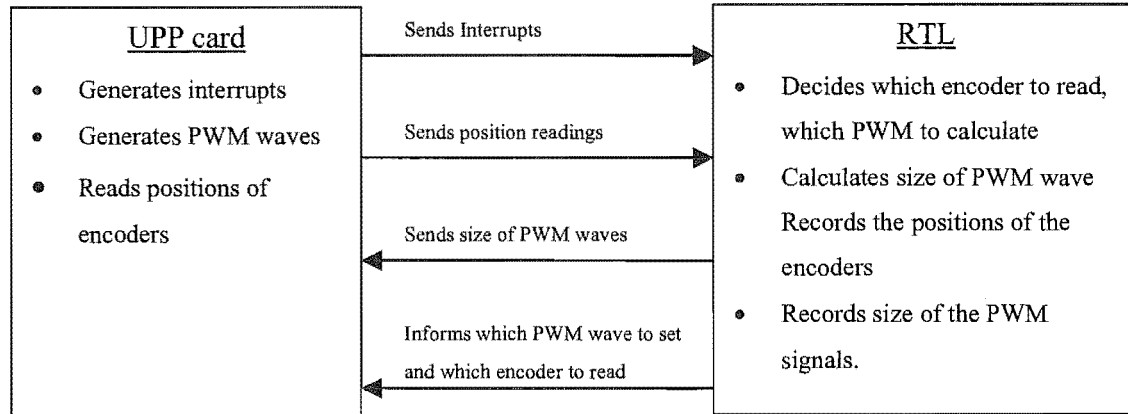 UPP card
• Generates interrupts
• Generates PWM waves
• Reads positions of
encoders
Sends Interrupts
Sends position readings
Sends size of PWM waves
Informs which PWM wave to set
and which encoder to read
RTL
• Decides which encoder to read,
which PWM to calculate
• Calculates size of PWM wave
Records the positions of the
encoders
• Records size of the PWM
signals.